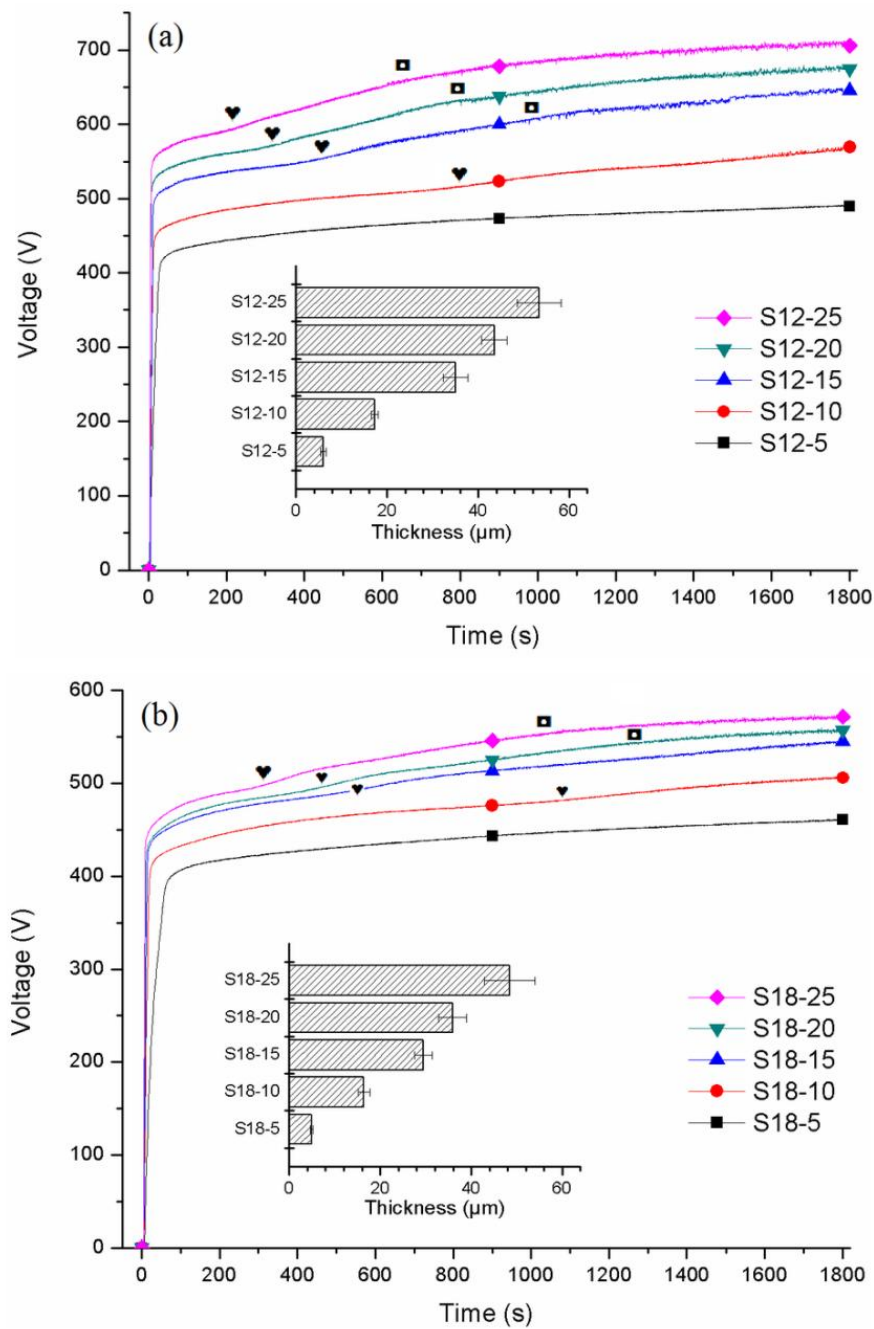 (a)
700
600
500
400
300
200
100
0
Voltage (V)
S12-25
S12-20
S12-15
S12-10
S12-5
0 20 40 60
Thickness (µm)
S12-25
S12-20
S12-15
S12-10
S12-5
0 200 400 600 800 1000 1200 1400 1600 1800
Time (s)
(b)
600
500
400
300
200
100
0
Voltage (V)
S18-25
S18-20
S18-15
S18-10
S18-5
0 20 40 60
Thickness (µm)
S18-25
S18-20
S18-15
S18-10
S18-5
0 200 400 600 800 1000 1200 1400 1600 1800
Time (s)